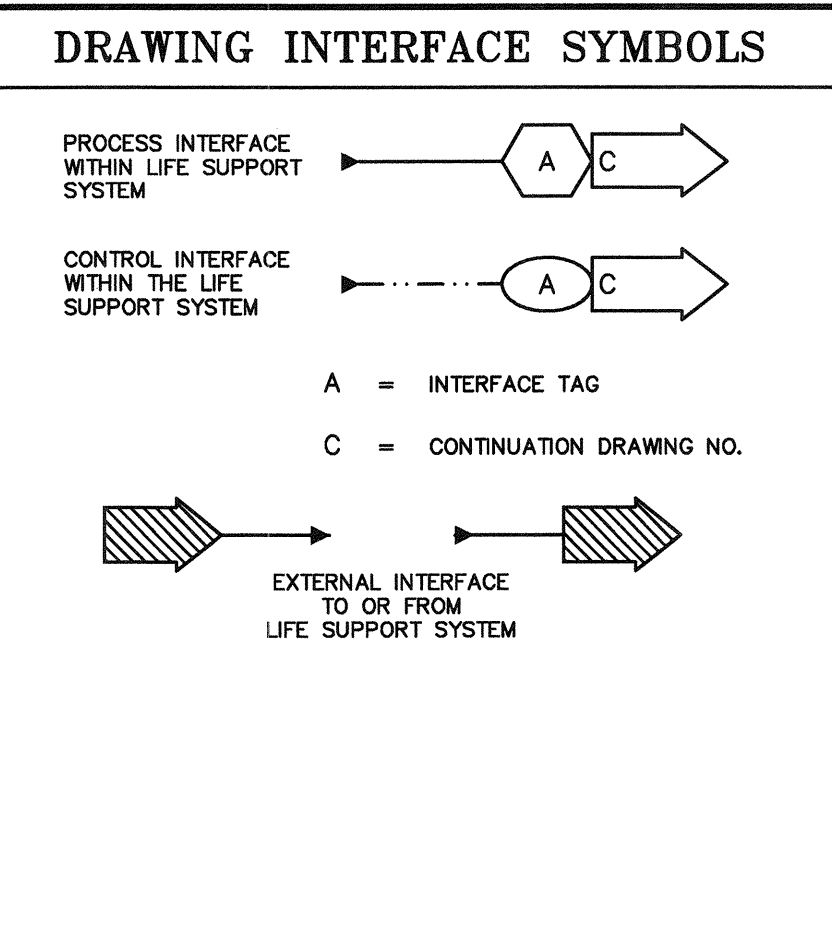 DRAWING INTERFACE SYMBOLS
PROCESS INTERFACE
WITHIN LIFE SUPPORT
SYSTEM
A C
CONTROL INTERFACE
WITHIN THE LIFE
SUPPORT SYSTEM
A C
A = INTERFACE TAG
C = CONTINUATION DRAWING NO.
EXTERNAL INTERFACE
TO OR FROM
LIFE SUPPORT SYSTEM